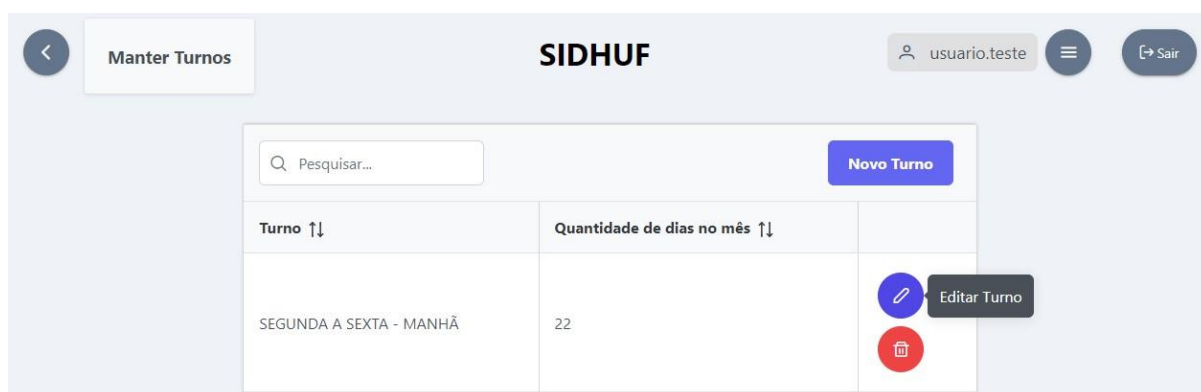 Manter Turnos
SIDHUF
usuario.teste
Sair
Pesquisar...
Novo Turno
Turno
Quantidade de dias no mês
SEGUNDA A SEXTA - MANHÃ
22
Editar Turno